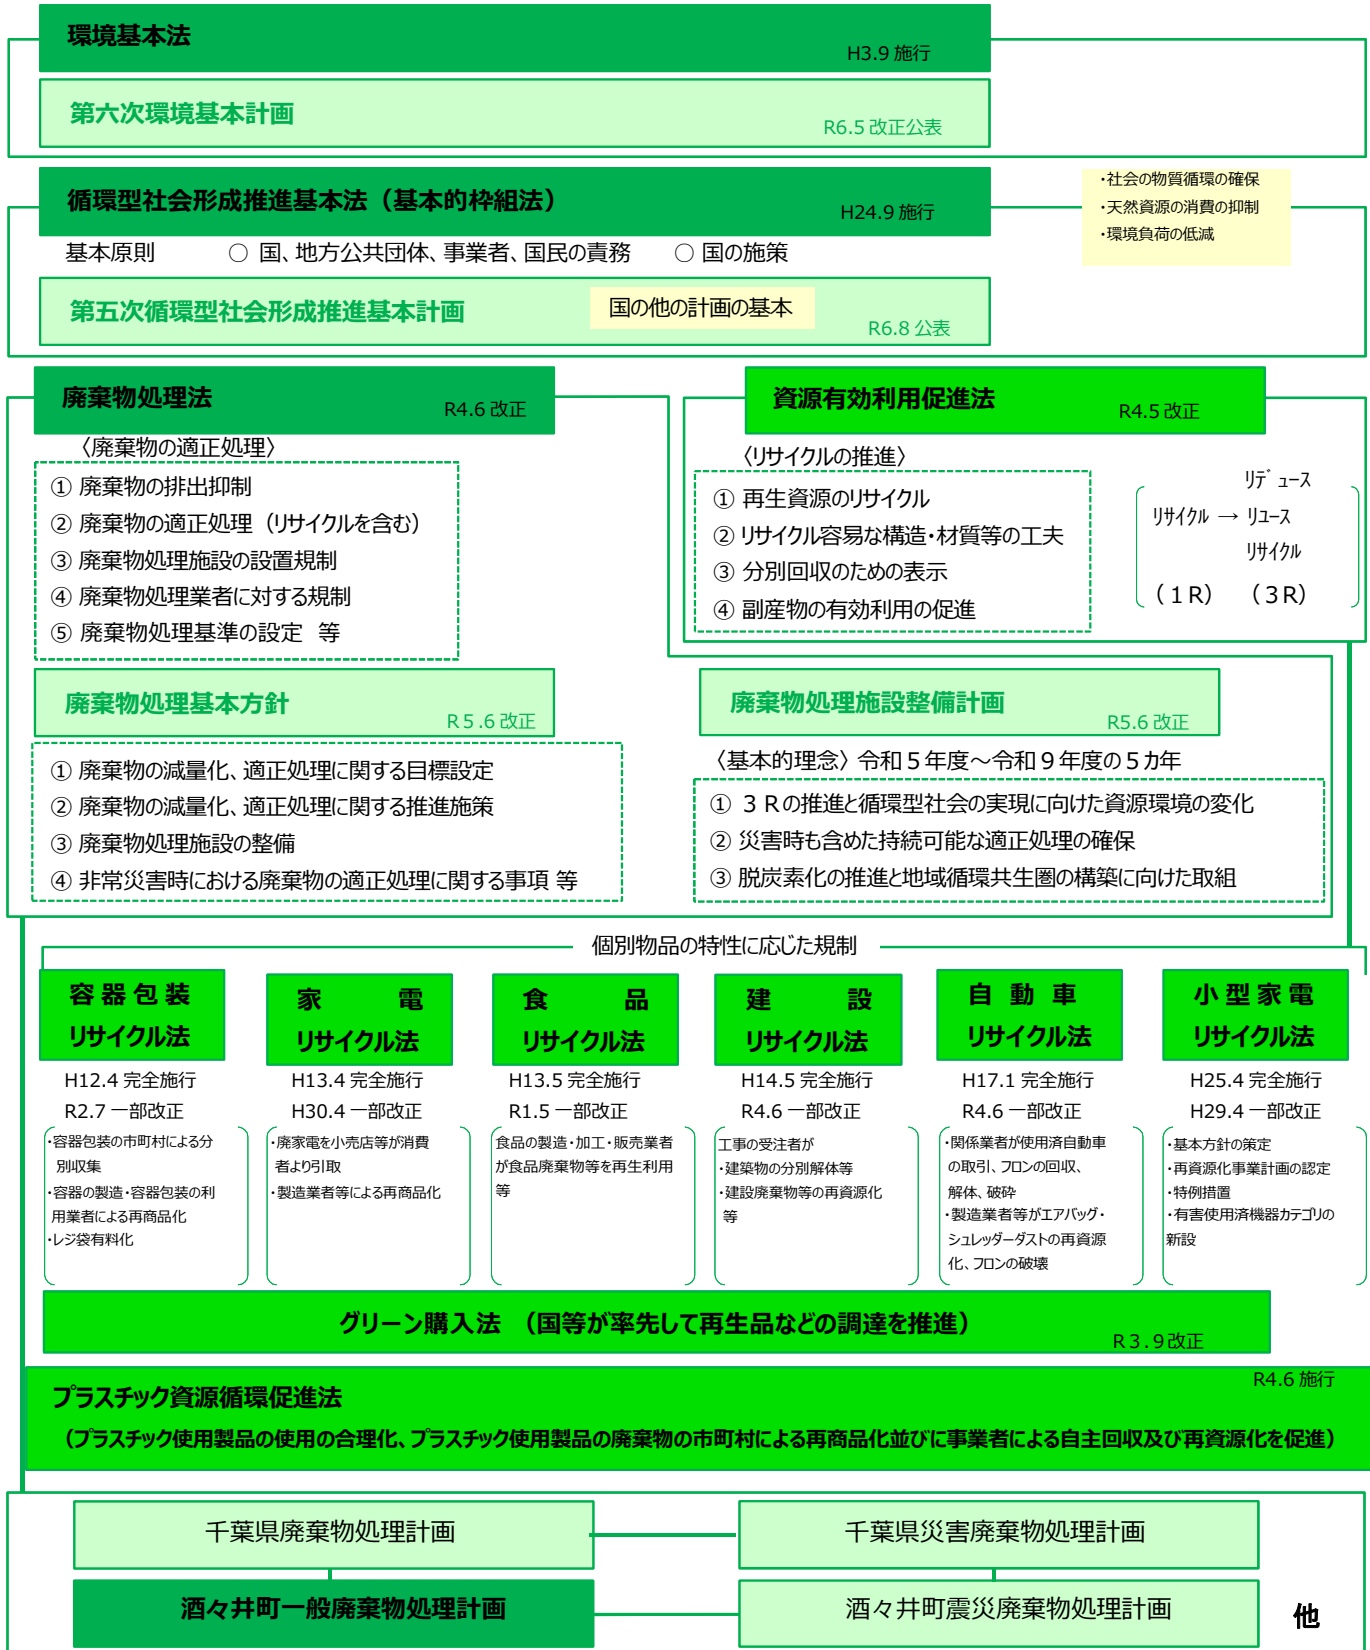 環境基本法
H3.9 施行
第六次環境基本計画
R6.5 改正公表
循環型社会形成推進基本法（基本的枠組法）
H24.9 施行
・社会の物質循環の確保
・天然資源の消費の抑制
・環境負荷の低減
基本原則　○ 国、地方公共団体、事業者、国民の責務　○ 国の施策
第五次循環型社会形成推進基本計画
国の他の計画の基本
R6.8 公表
廃棄物処理法
R4.6 改正
〈廃棄物の適正処理〉
① 廃棄物の排出抑制
② 廃棄物の適正処理（リサイクルを含む）
③ 廃棄物処理施設の設置規制
④ 廃棄物処理業者に対する規制
⑤ 廃棄物処理基準の設定 等
資源有効利用促進法
R4.5 改正
〈リサイクルの推進〉
① 再生資源のリサイクル
② リサイクル容易な構造・材質等の工夫
③ 分別回収のための表示
④ 副産物の有効利用の促進
ﾘﾃﾞｭｰｽ
ﾘｻｲｸﾙ → ﾘﾕｰｽ
ﾘｻｲｸﾙ
（１R）　（３R）
廃棄物処理基本方針
R５.6 改正
① 廃棄物の減量化、適正処理に関する目標設定
② 廃棄物の減量化、適正処理に関する推進施策
③ 廃棄物処理施設の整備
④ 非常災害時における廃棄物の適正処理に関する事項 等
廃棄物処理施設整備計画
R5.6 改正
〈基本的理念〉令和５年度～令和９年度の５カ年
① ３Rの推進と循環型社会の実現に向けた資源環境の変化
② 災害時も含めた持続可能な適正処理の確保
③ 脱炭素化の推進と地域循環共生圏の構築に向けた取組
個別物品の特性に応じた規制
容器包装
リサイクル法
H12.4 完全施行
R2.7 一部改正
・容器包装の市町村による分
別収集
・容器の製造・容器包装の利
用業者による再商品化
・レジ袋有料化
家　電
リサイクル法
H13.4 完全施行
H30.4 一部改正
・廃家電を小売店等が消費
者より引取
・製造業者等による再商品化
食　品
リサイクル法
H13.5 完全施行
R1.5 一部改正
食品の製造・加工・販売業者
が食品廃棄物等を再生利用
等
建　設
リサイクル法
H14.5 完全施行
R4.6 一部改正
工事の受注者が
・建築物の分別解体等
・建設廃棄物等の再資源化
等
自動車
リサイクル法
H17.1 完全施行
R4.6 一部改正
・関係業者が使用済自動車
の取引、フロンの回収、
解体、破砕
・製造業者等がエアバッグ・
シュレッダーダストの再資源
化、フロンの破壊
小型家電
リサイクル法
H25.4 完全施行
H29.4 一部改正
・基本方針の策定
・再資源化事業計画の認定
・特例措置
・有害使用済機器カテゴリの
新設
グリーン購入法　（国等が率先して再生品などの調達を推進）
R３.９改正
R4.6 施行
プラスチック資源循環促進法
（プラスチック使用製品の使用の合理化、プラスチック使用製品の廃棄物の市町村による再商品化並びに事業者による自主回収及び再資源化を促進）
千葉県廃棄物処理計画
千葉県災害廃棄物処理計画
酒々井町一般廃棄物処理計画
酒々井町震災廃棄物処理計画
他